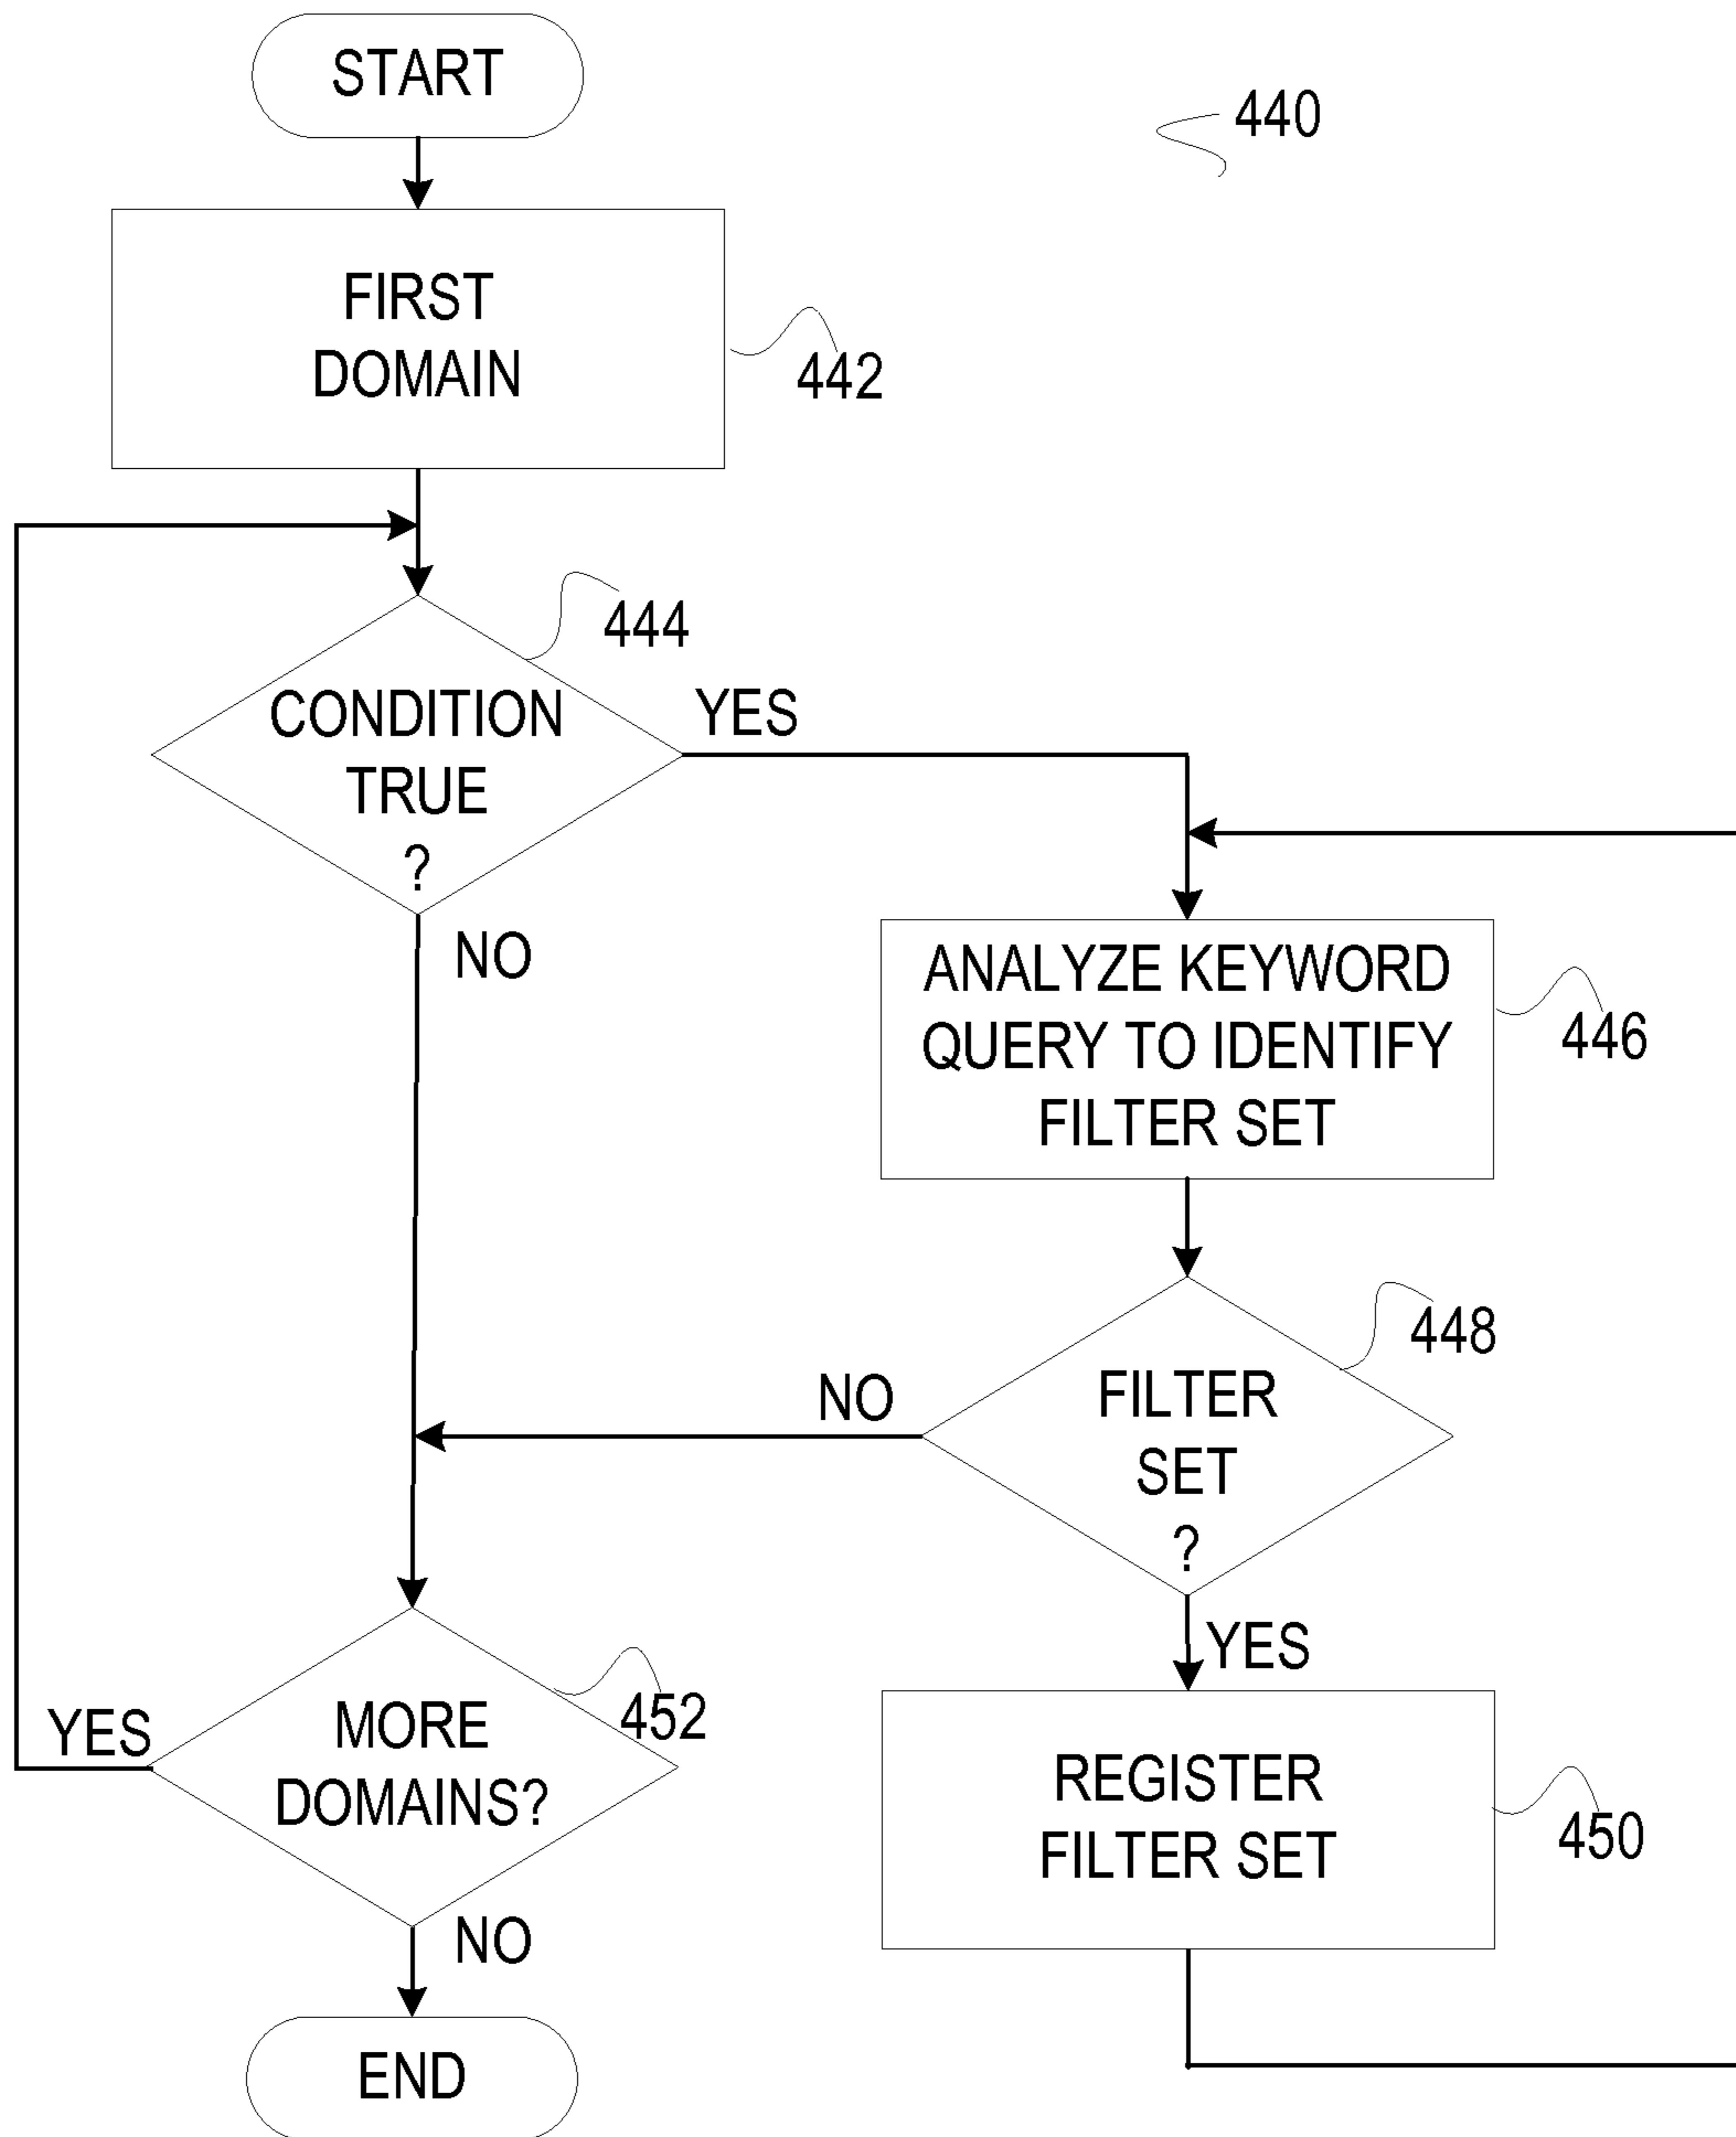 START
440
FIRST
DOMAIN
442
444
CONDITION
TRUE
?
YES
NO
ANALYZE KEYWORD
QUERY TO IDENTIFY
FILTER SET
446
448
FILTER
SET
?
NO
YES
452
MORE
DOMAINS?
YES
NO
REGISTER
FILTER SET
450
END